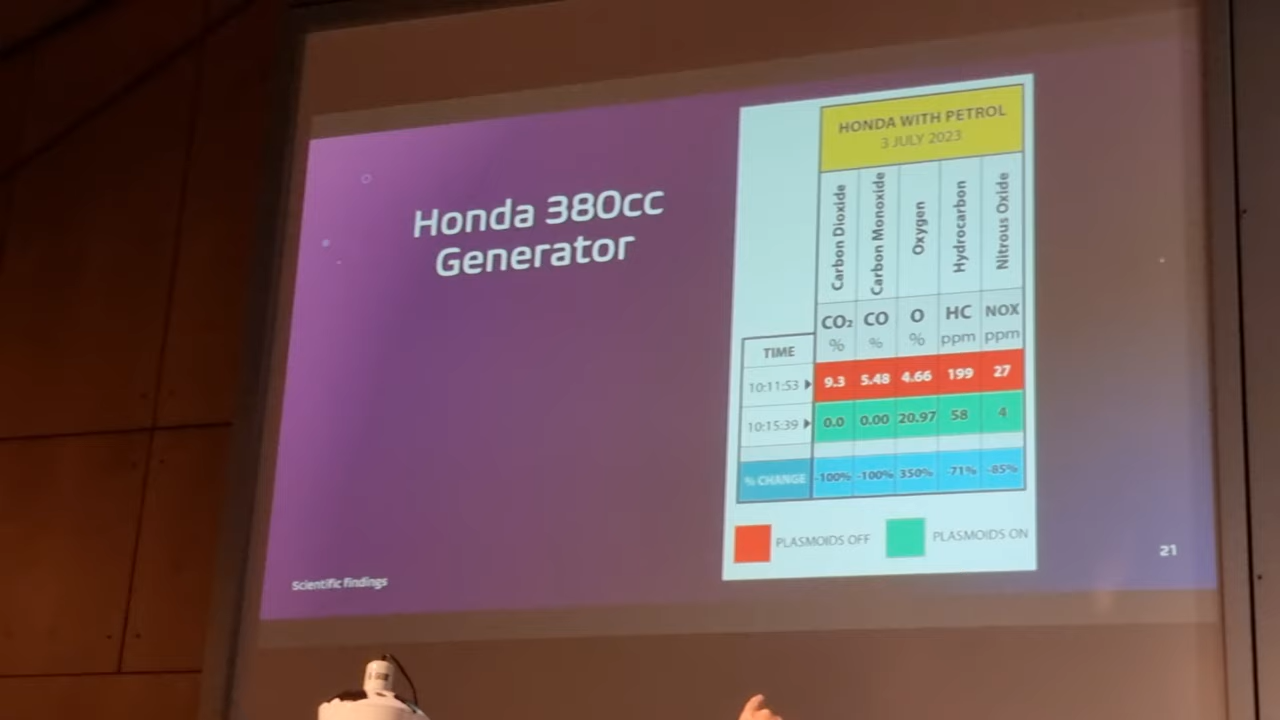 Honda 380cc
Generator
HONDA WITH PETROL
3 JULY 2023
Carbon Dioxide
Carbon Monoxide
Oxygen
Hydrocarbon
Nitrous Oxide
CO₂ CO O HC NOX
TIME % % % ppm ppm
10:11:53 9.3 5.48 4.66 199 27
10:15:39 0.0 0.00 20.97 58 4
% CHANGE -100% -100% 350% -71% -85%
PLASMOIDS OFF PLASMOIDS ON
Scientific findings
21